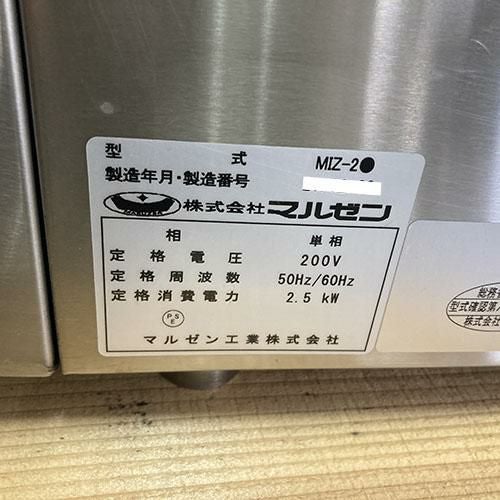 型式 MIZ-2●
製造年月・製造番号
株式会社マルゼン
相 単相
定格電圧 200V
定格周波数 50Hz/60Hz
定格消費電力 2.5 kW
PSE
マルゼン工業株式会社
総務
型式確認第
株式会社